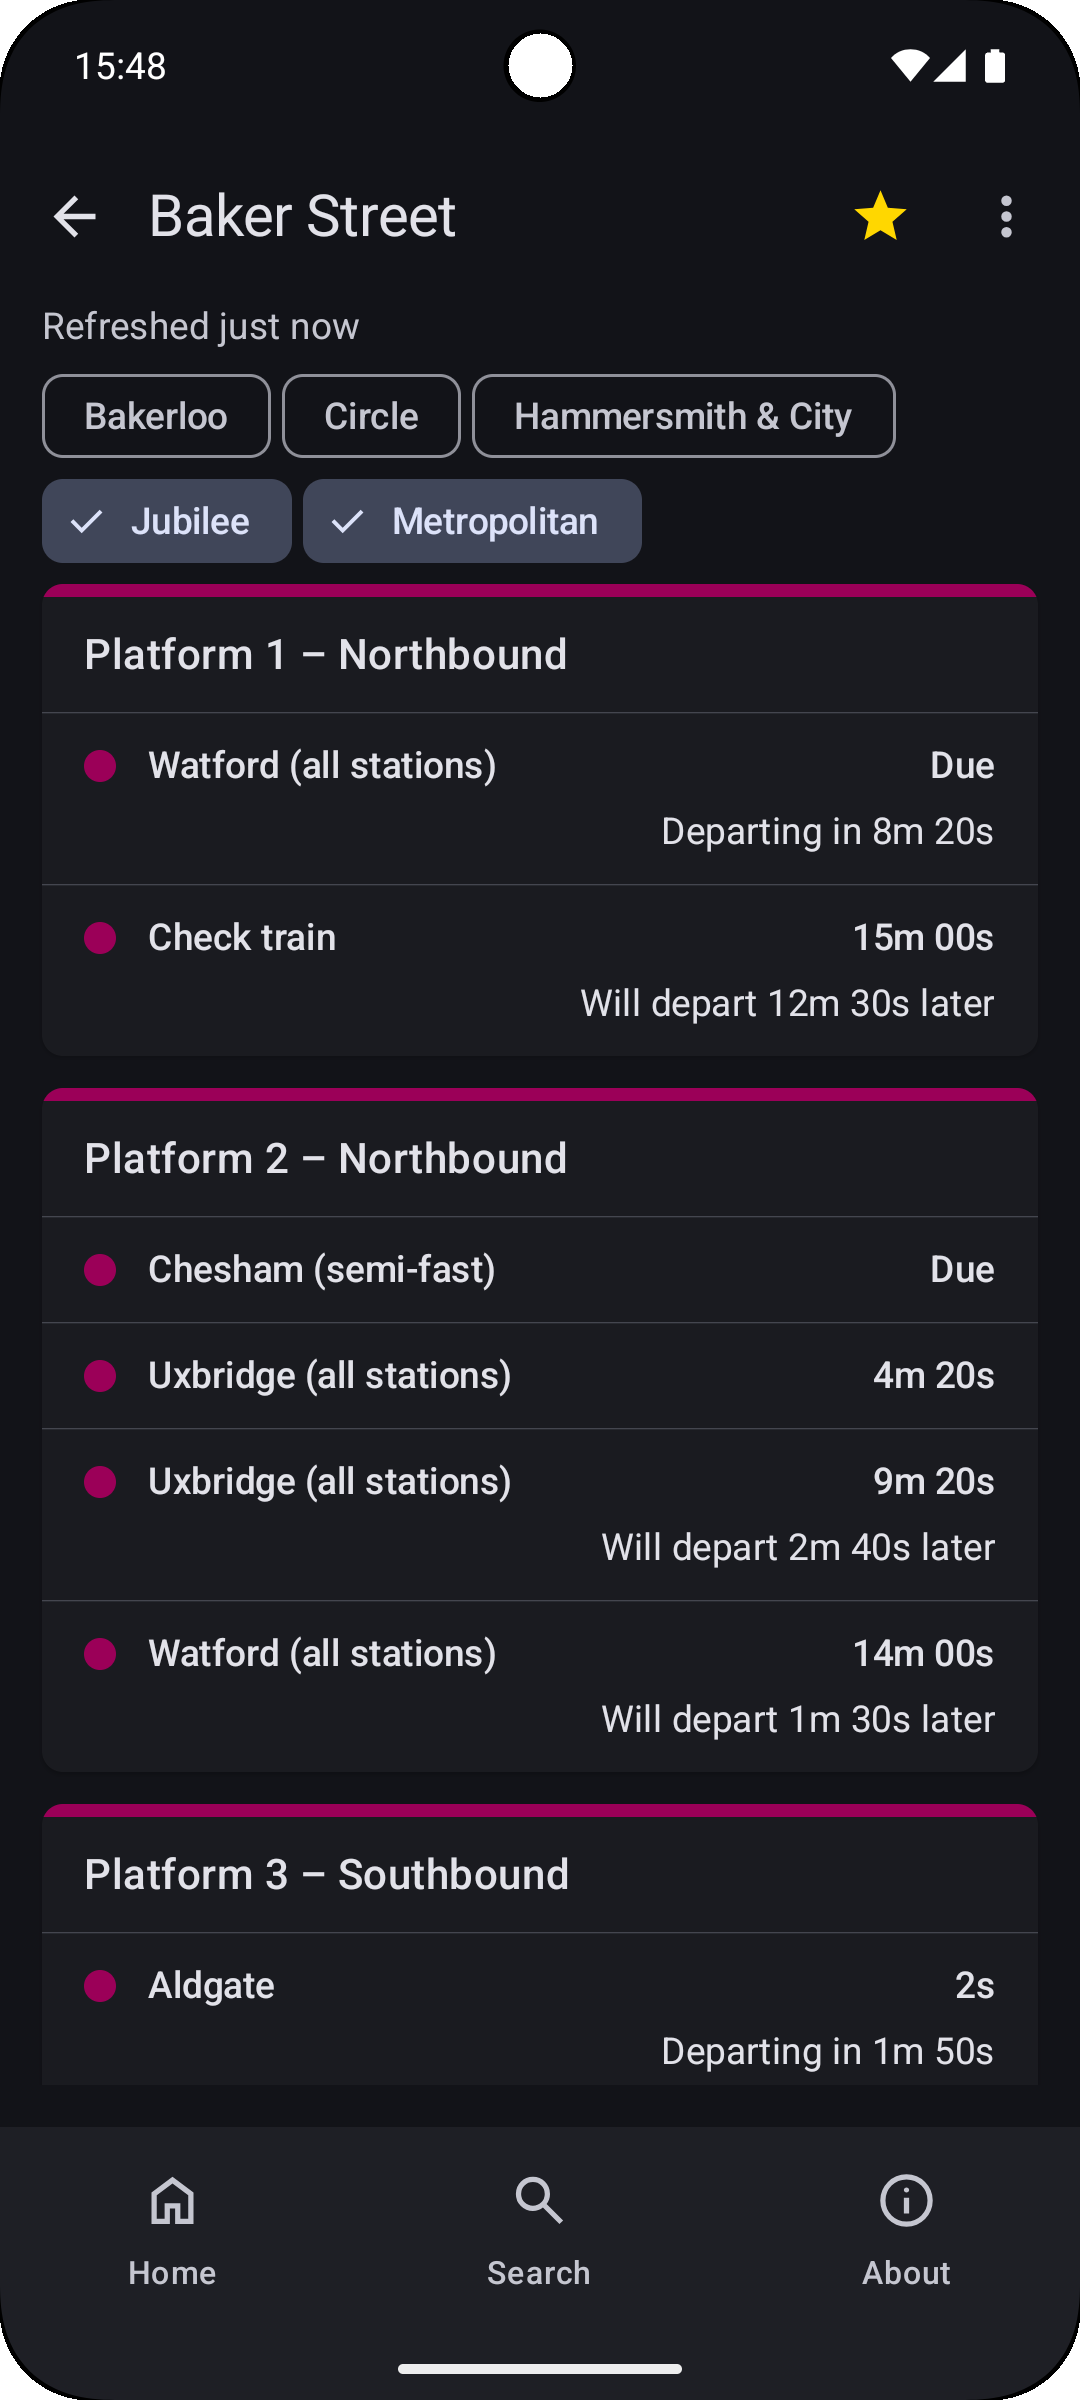 15:48
Baker Street
Refreshed just now
Bakerloo Circle Hammersmith & City
Jubilee Metropolitan
Platform 1 – Northbound
Watford (all stations) Due
Departing in 8m 20s
Check train 15m 00s
Will depart 12m 30s later
Platform 2 – Northbound
Chesham (semi-fast) Due
Uxbridge (all stations) 4m 20s
Uxbridge (all stations) 9m 20s
Will depart 2m 40s later
Watford (all stations) 14m 00s
Will depart 1m 30s later
Platform 3 – Southbound
Aldgate 2s
Departing in 1m 50s
Home Search About